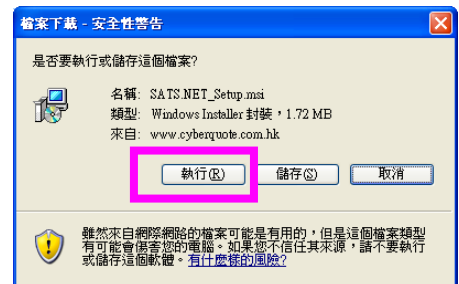 檔案下載 - 安全性警告
是否要執行或儲存這個檔案?
名稱: SATS.NET_Setup.msi
類型: Windows Installer 封裝，1.72 MB
來自: www.cyberquote.com.hk
執行(R) 儲存(S) 取消
雖然來自網際網路的檔案可能是有用的，但是這個檔案類型
有可能會傷害您的電腦。如果您不信任其來源，請不要執行
或儲存這個軟體。有什麼樣的風險?